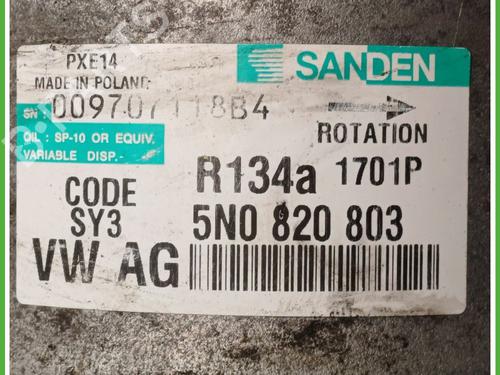 PXE14
MADE IN POLAND
SANDEN
SN:
OIL: SP-10 OR EQUIV.
VARIABLE DISP.-
ROTATION
CODE
SY3
R134a 1701P
5N0 820 803
VW AG